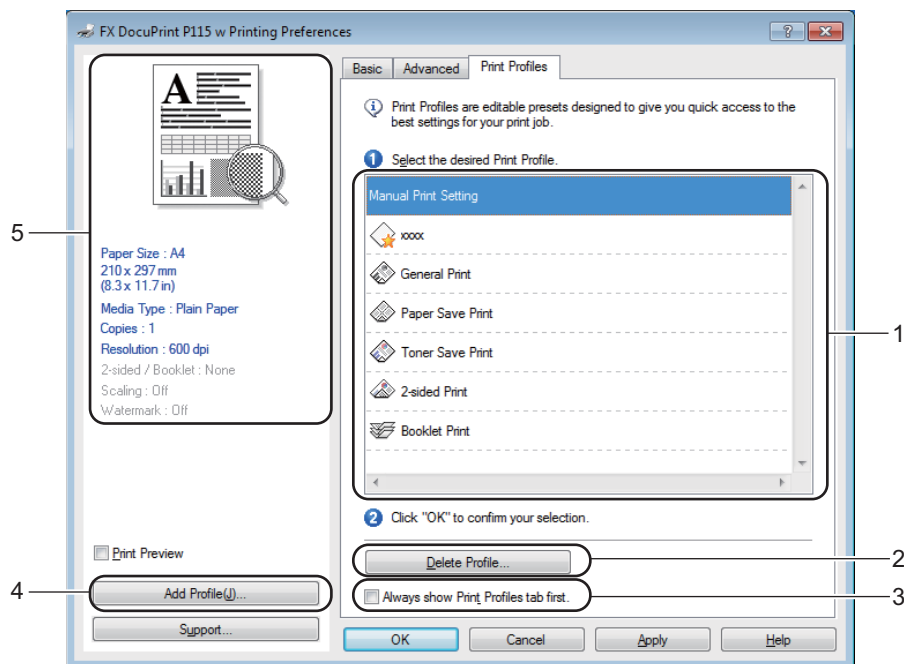 FX DocuPrint P115 w Printing Preferences
Basic
Advanced
Print Profiles
A
Print Profiles are editable presets designed to give you quick access to the
best settings for your print job.
1 Select the desired Print Profile.
Manual Print Setting
xxxx
General Print
Paper Save Print
Toner Save Print
2-sided Print
Booklet Print
1
5
Paper Size : A4
210 x 297 mm
(8.3 x 11.7 in)
Media Type : Plain Paper
Copies : 1
Resolution : 600 dpi
2-sided / Booklet : None
Scaling : Off
Watermark : Off
2 Click "OK" to confirm your selection.
Print Preview
Delete Profile...
2
4
Add Profile(J)...
Always show Print Profiles tab first.
3
Support...
OK
Cancel
Apply
Help